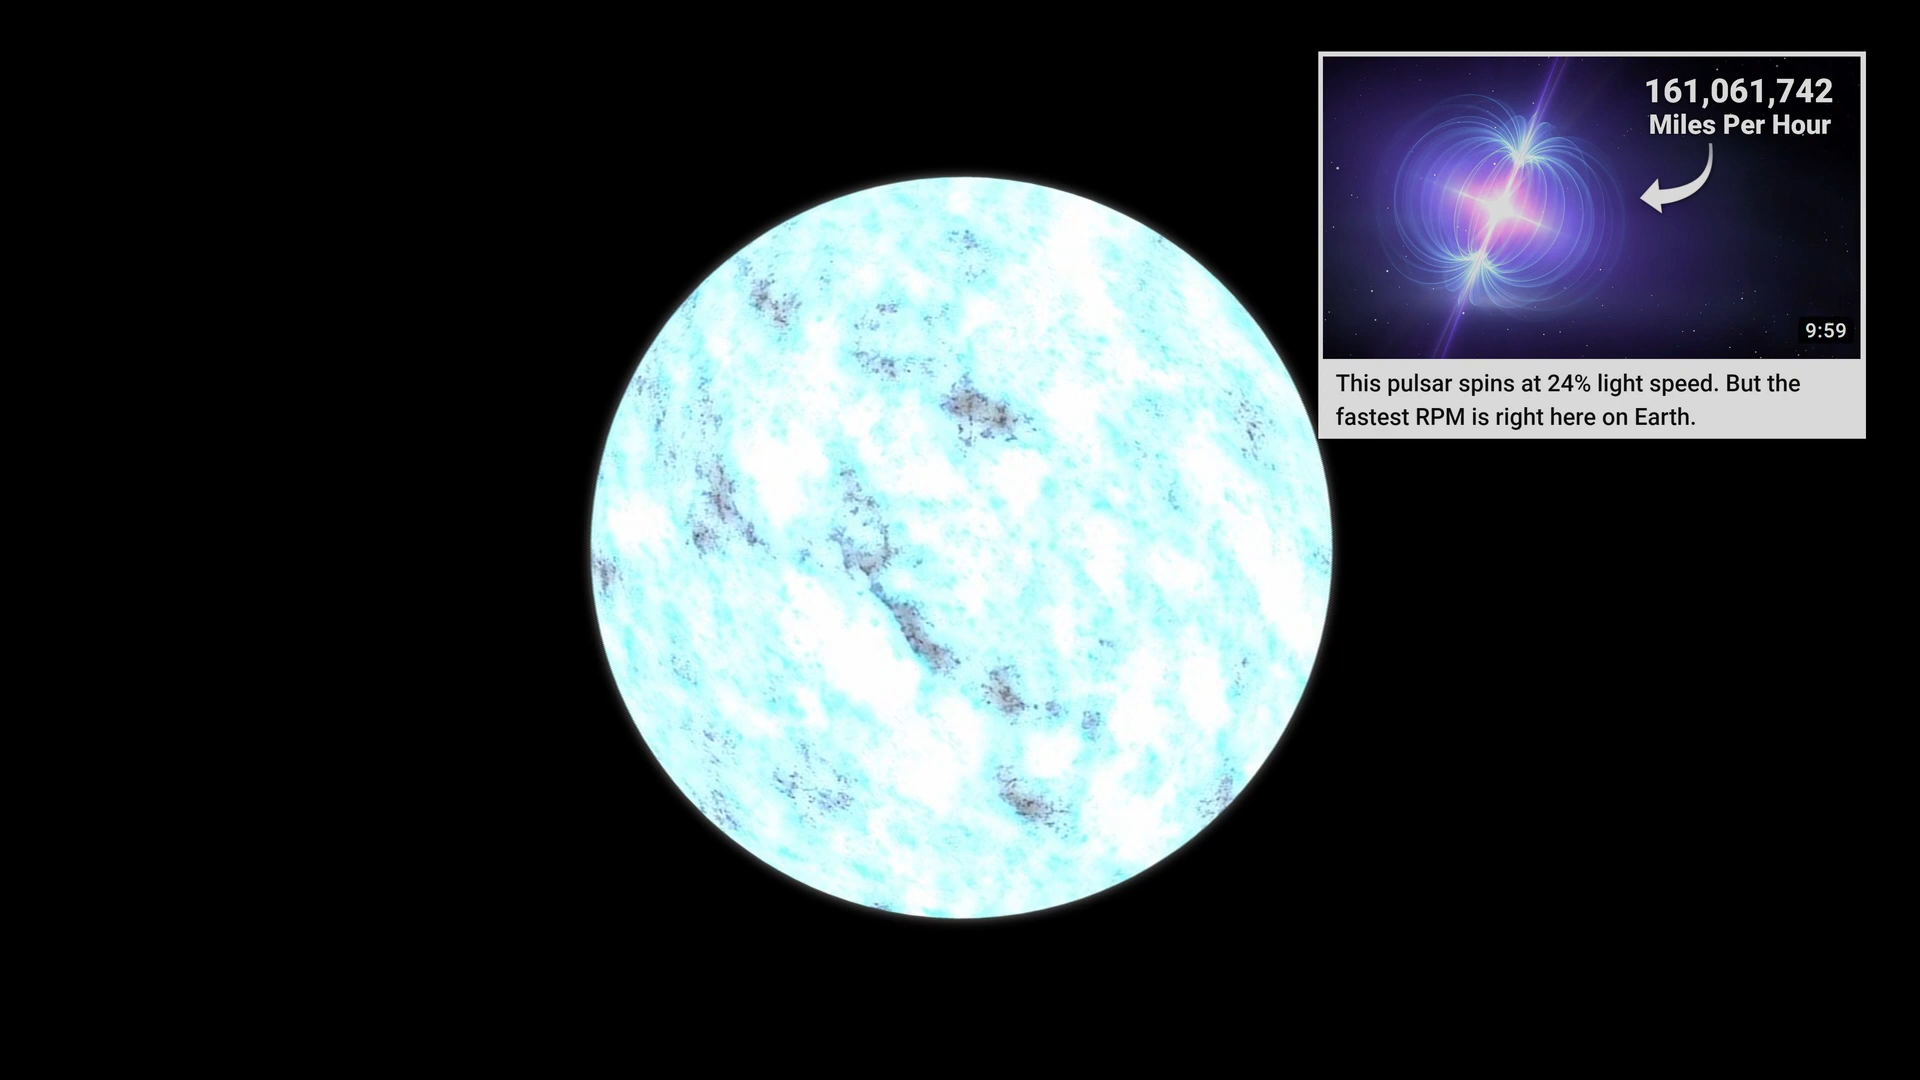 161,061,742
Miles Per Hour
9:59
This pulsar spins at 24% light speed. But the
fastest RPM is right here on Earth.